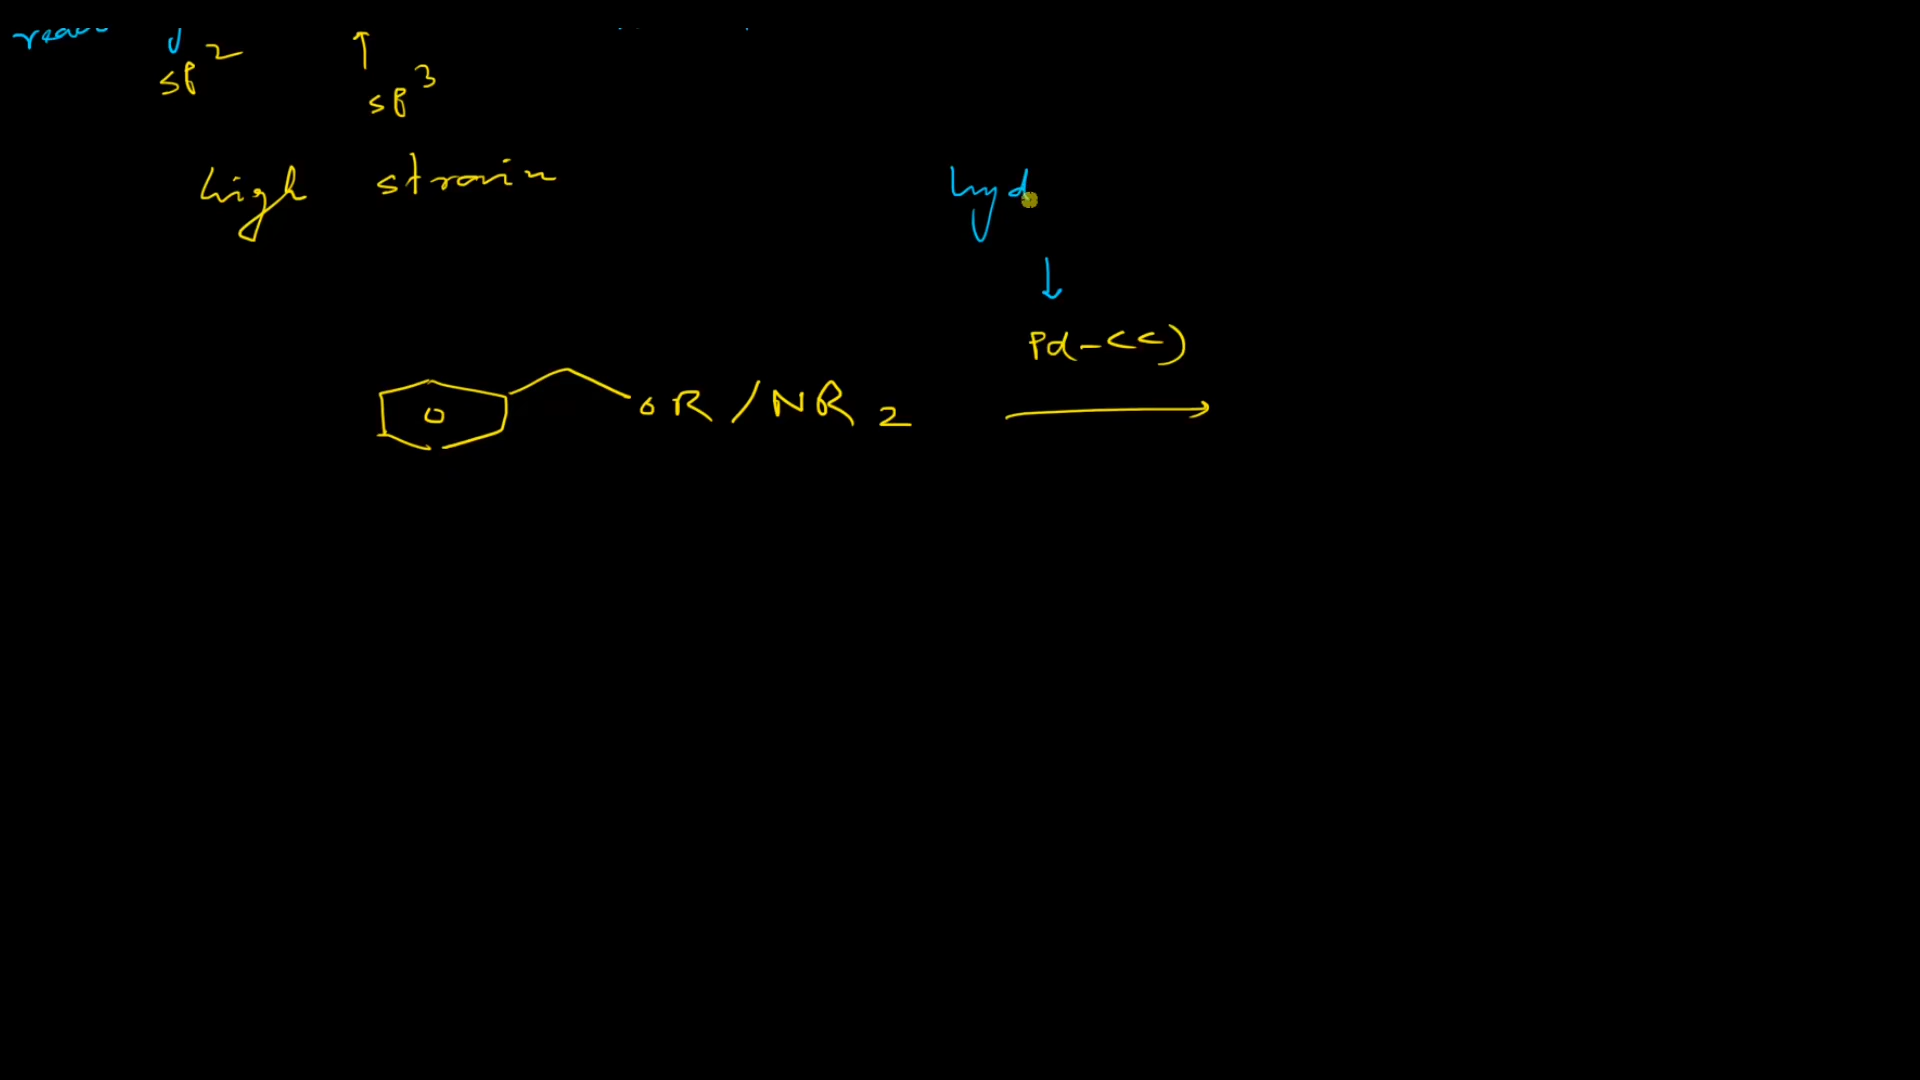 sp2 sp3
high strain
hyd
Pd-(C)
OR/NR2